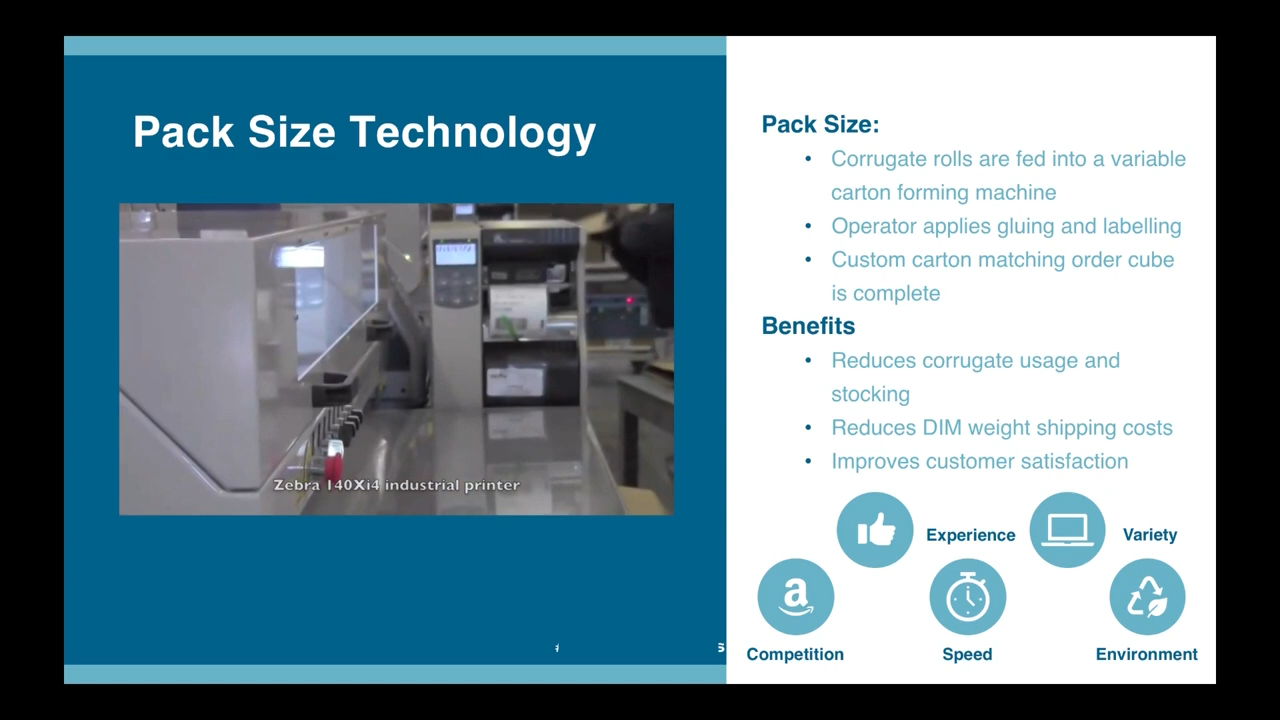 Pack Size Technology
Zebra 140Xi4 industrial printer
Pack Size:
• Corrugate rolls are fed into a variable
carton forming machine
• Operator applies gluing and labelling
• Custom carton matching order cube
is complete
Benefits
• Reduces corrugate usage and
stocking
• Reduces DIM weight shipping costs
• Improves customer satisfaction
Experience
Variety
a
Competition
Speed
Environment